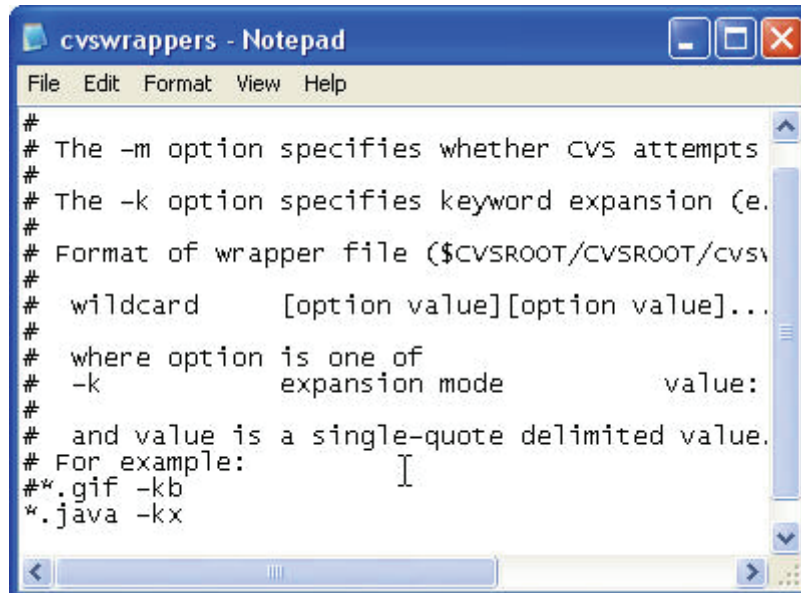 cvswrappers - Notepad
File Edit Format View Help
#
# The -m option specifies whether CVS attempts
#
# The -k option specifies keyword expansion (e.
#
# Format of wrapper file ($CVSROOT/CVSROOT/cvsv
#
# wildcard [option value][option value]...
#
# where option is one of
# -k expansion mode value:
#
# and value is a single-quote delimited value.
# For example:
#*.gif -kb
*.java -kx